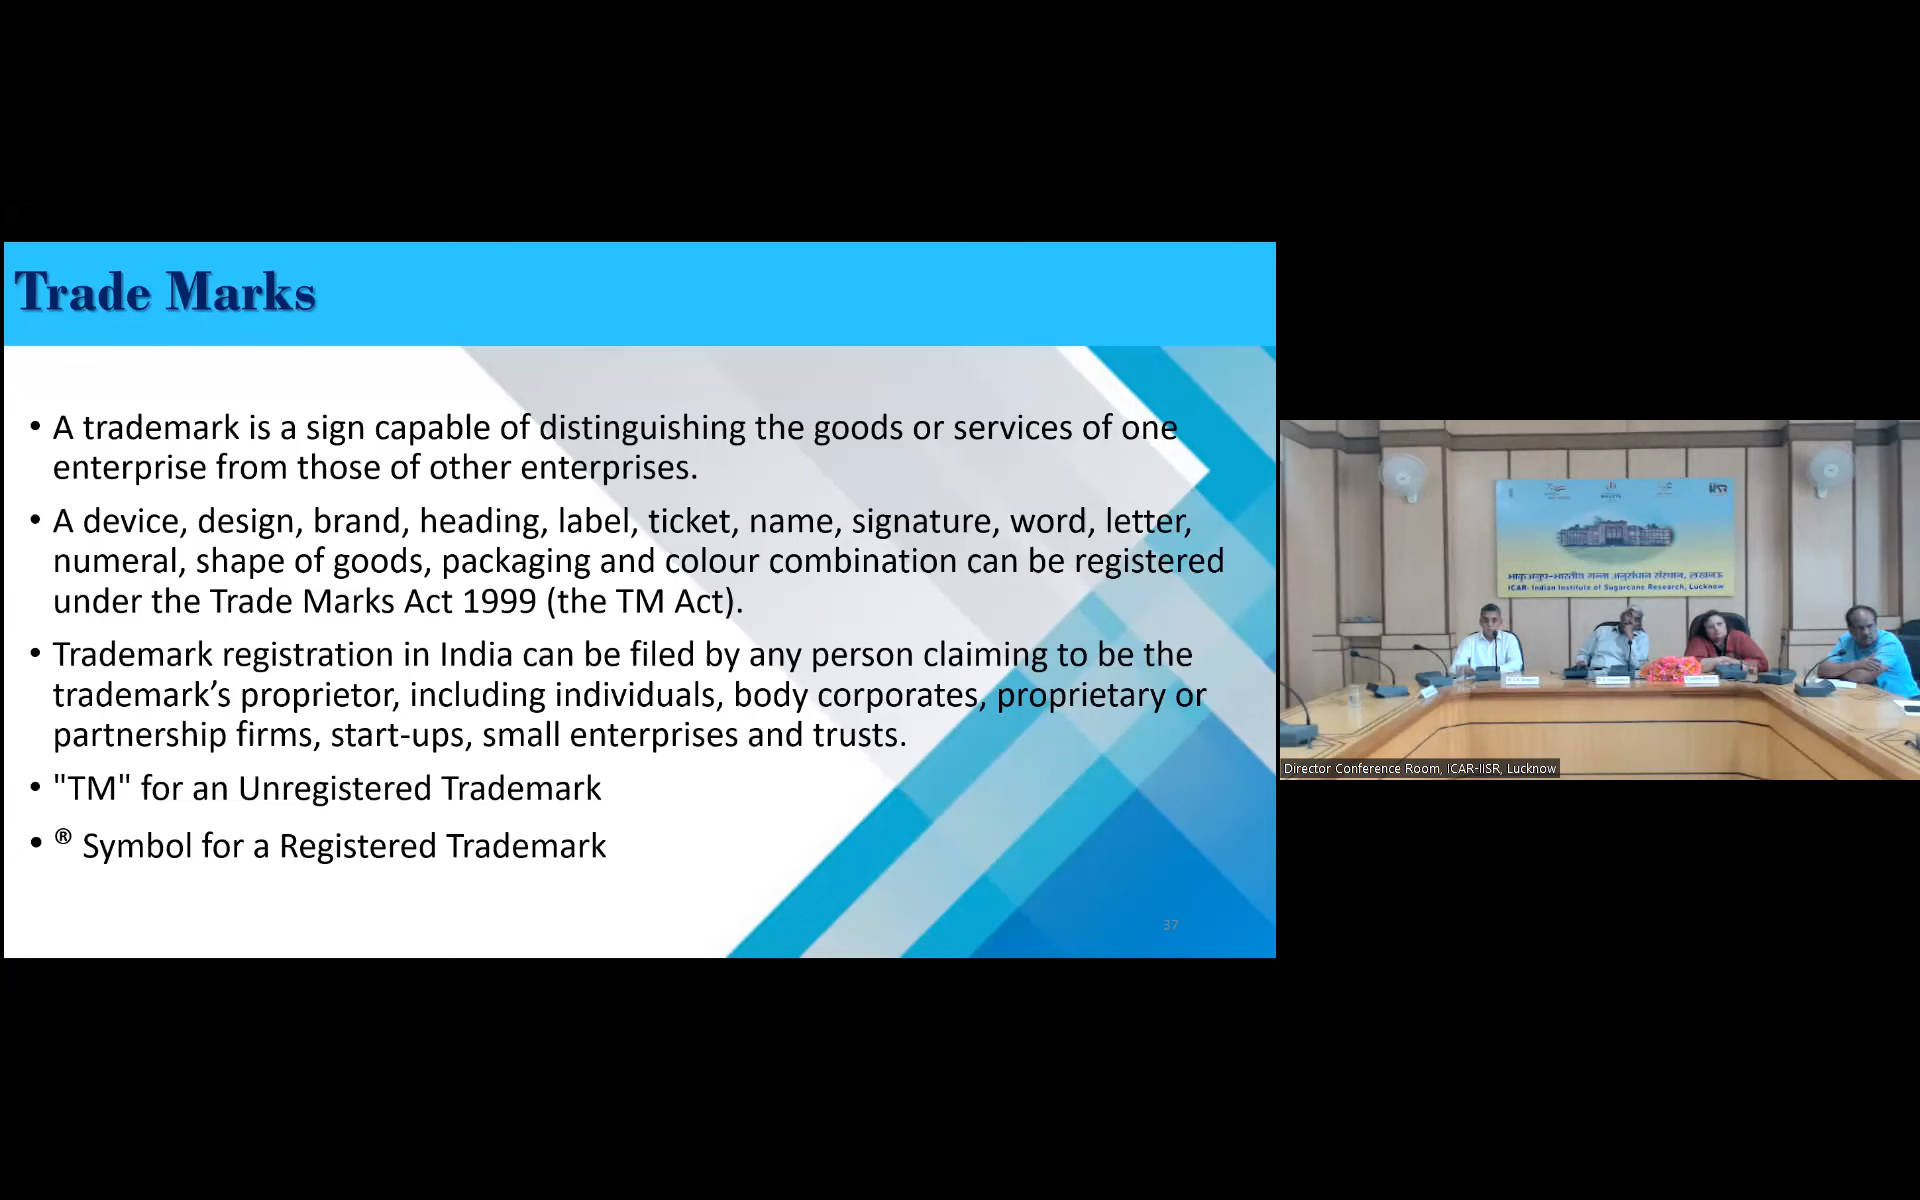 Trade Marks
• A trademark is a sign capable of distinguishing the goods or services of one
enterprise from those of other enterprises.
• A device, design, brand, heading, label, ticket, name, signature, word, letter,
numeral, shape of goods, packaging and colour combination can be registered
under the Trade Marks Act 1999 (the TM Act).
• Trademark registration in India can be filed by any person claiming to be the
trademark’s proprietor, including individuals, body corporates, proprietary or
partnership firms, start-ups, small enterprises and trusts.
• "TM" for an Unregistered Trademark
• ® Symbol for a Registered Trademark
37
भाकृअनुप-भारतीय गन्ना अनुसंधान संस्थान, लखनऊ
ICAR- Indian Institute of Sugarcane Research, Lucknow
Director Conference Room, ICAR-IISR, Lucknow